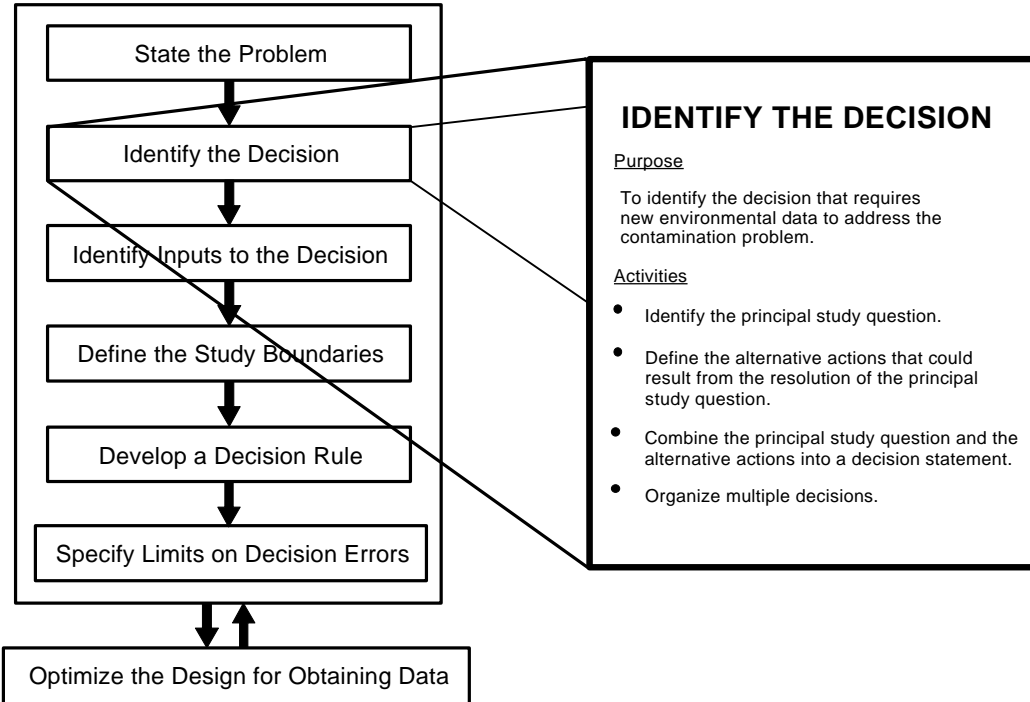 State the Problem
Identify the Decision
Identify Inputs to the Decision
Define the Study Boundaries
Develop a Decision Rule
Specify Limits on Decision Errors
Optimize the Design for Obtaining Data
IDENTIFY THE DECISION
Purpose
To identify the decision that requires
new environmental data to address the
contamination problem.
Activities
• Identify the principal study question.
• Define the alternative actions that could
result from the resolution of the principal
study question.
• Combine the principal study question and the
alternative actions into a decision statement.
• Organize multiple decisions.